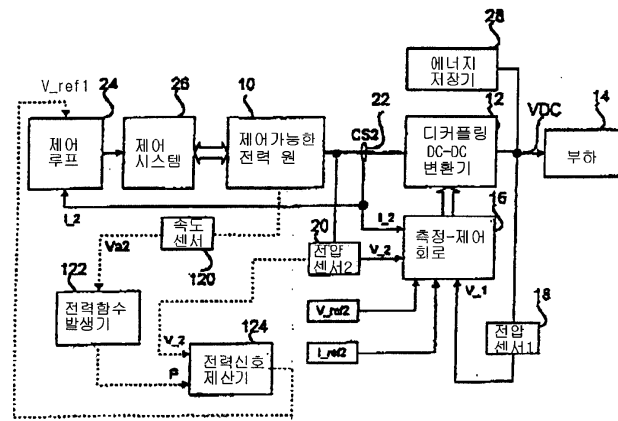 28
에너지
저장기
V_ref1
24
26
10
22
12
VDC
14
제어
루프
제어
시스템
제어가능한
전력 원
CS2
디커플링
DC-DC
변환기
부하
I_2
속도
센서
120
Va2
20
전압
센서2
I_2
V_2
16
측정-제어
회로
V_1
18
전압
센서1
122
전력함수
발생기
V_2
124
V_ref2
I_ref2
P
전력신호
계산기